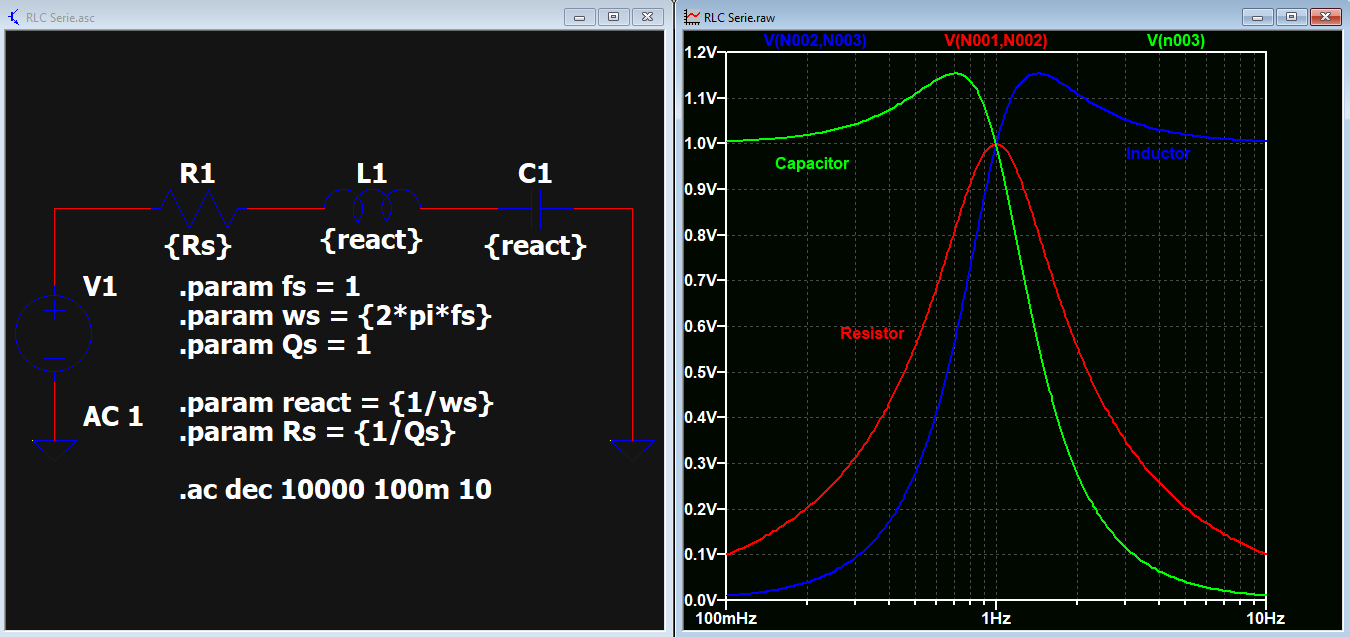 RLC Serie.asc
R1
L1
C1
{Rs}
{react}
{react}
V1
.param fs = 1
.param ws = {2*pi*fs}
.param Qs = 1
AC 1
.param react = {1/ws}
.param Rs = {1/Qs}
.ac dec 10000 100m 10
RLC Serie.raw
V(N002,N003)
V(N001,N002)
V(n003)
1.2V
1.1V
1.0V
0.9V
0.8V
0.7V
0.6V
0.5V
0.4V
0.3V
0.2V
0.1V
0.0V
Capacitor
Inductor
Resistor
100mHz
1Hz
10Hz